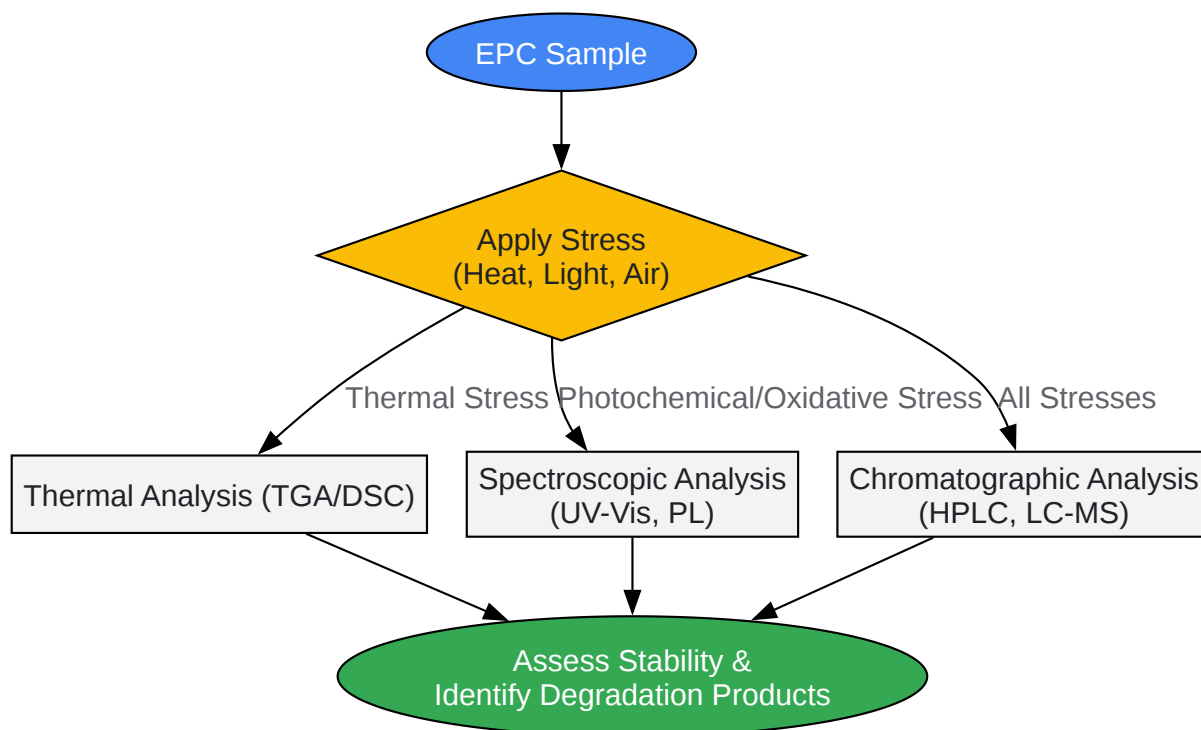 EPC Sample
Apply Stress
(Heat, Light, Air)
Thermal Stress
Photochemical/Oxidative Stress
All Stresses
Thermal Analysis (TGA/DSC)
Spectroscopic Analysis
(UV-Vis, PL)
Chromatographic Analysis
(HPLC, LC-MS)
Assess Stability &
Identify Degradation Products